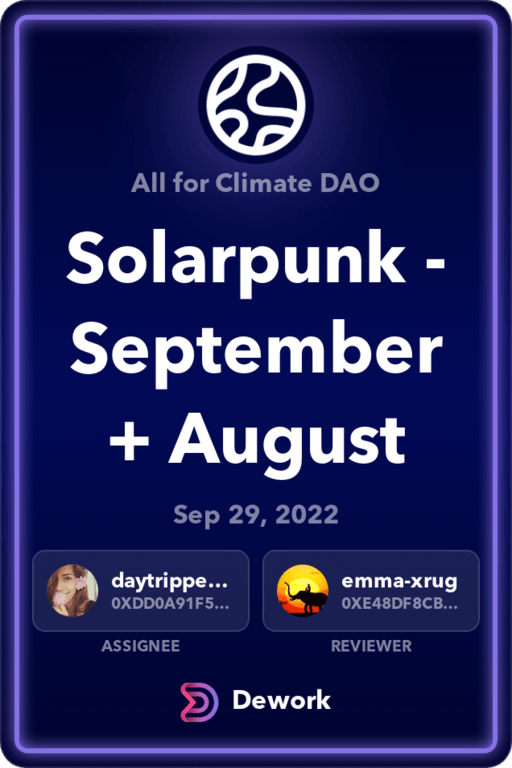 All for Climate DAO
Solarpunk -
September
+ August
Sep 29, 2022
daytrippe...
0XDD0A91F5...
emma-xrug
0XE48DF8CB...
ASSIGNEE
REVIEWER
Dework